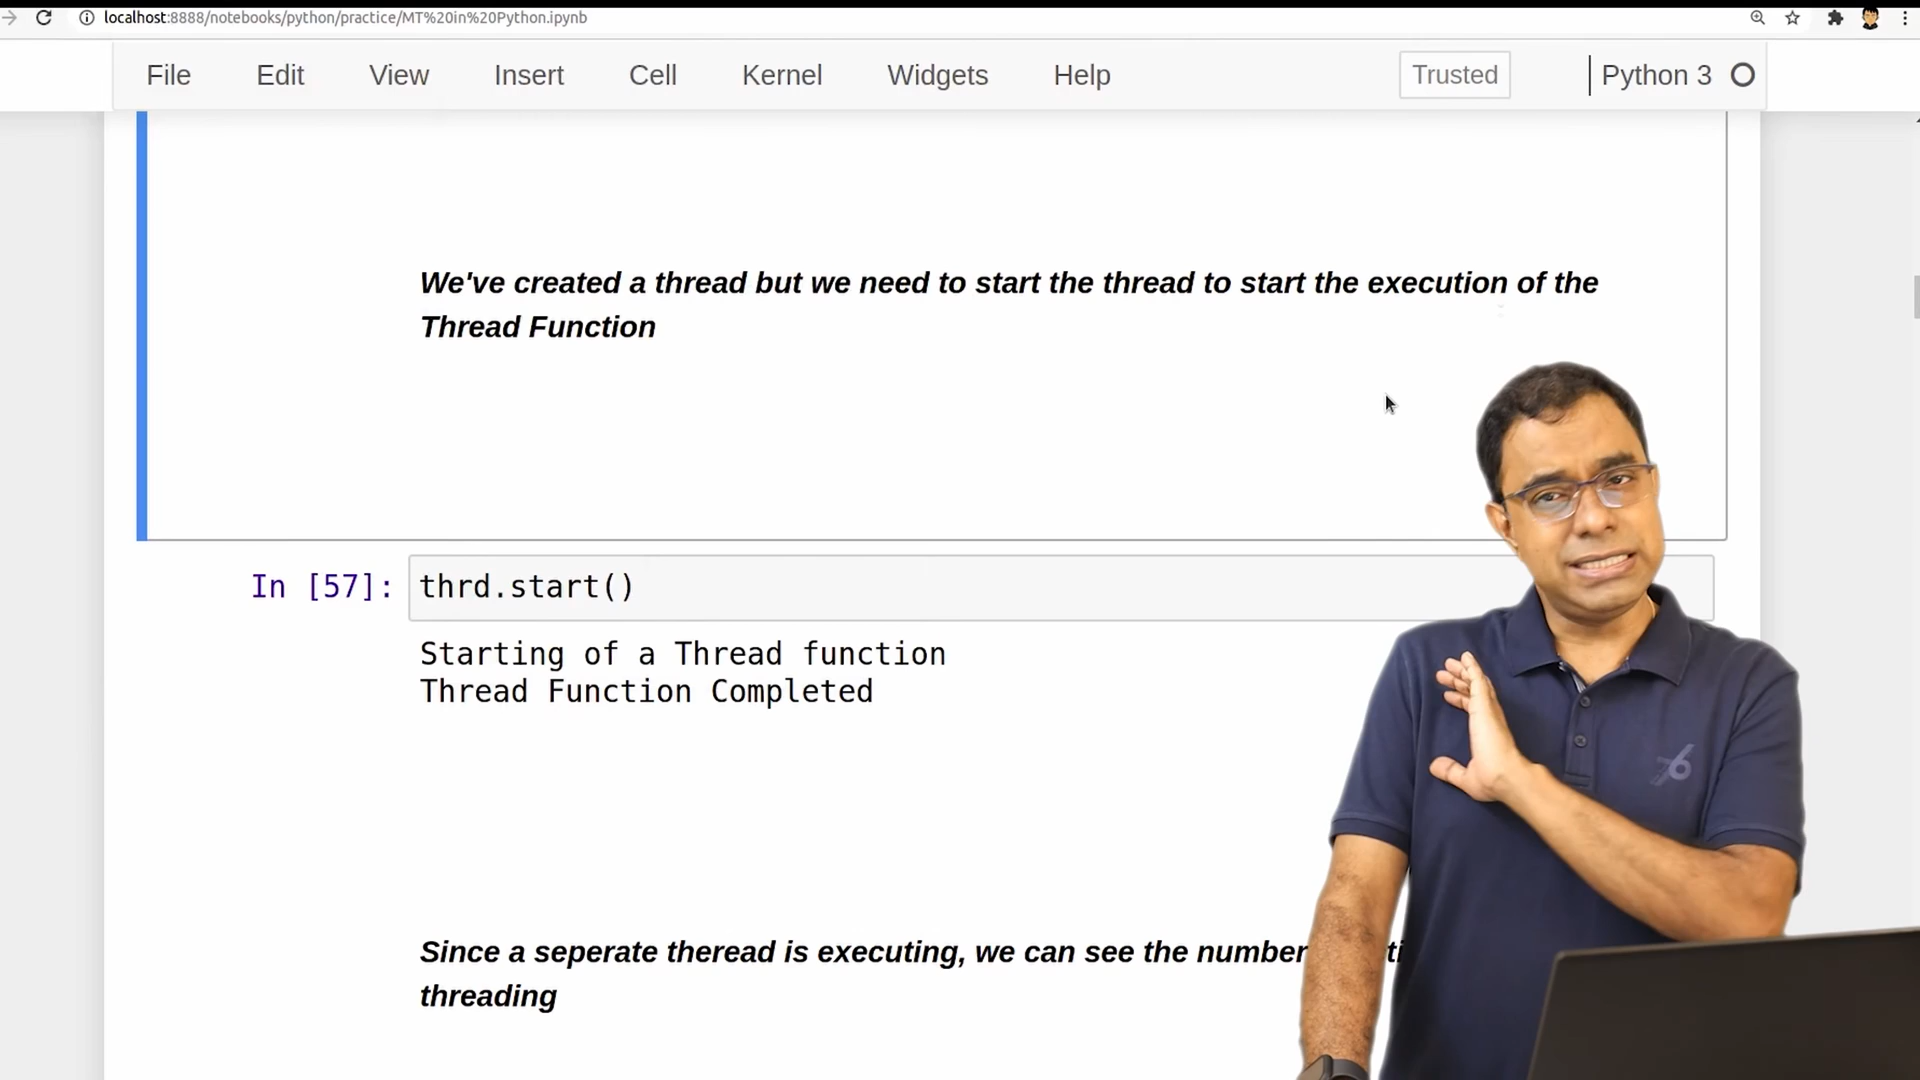 localhost:8888/notebooks/python/practice/MT%20in%20Python.ipynb
File Edit View Insert Cell Kernel Widgets Help Trusted Python 3
We've created a thread but we need to start the thread to start the execution of the
Thread Function
In [57]: thrd.start()
Starting of a Thread function
Thread Function Completed
Since a seperate theread is executing, we can see the number
threading
76